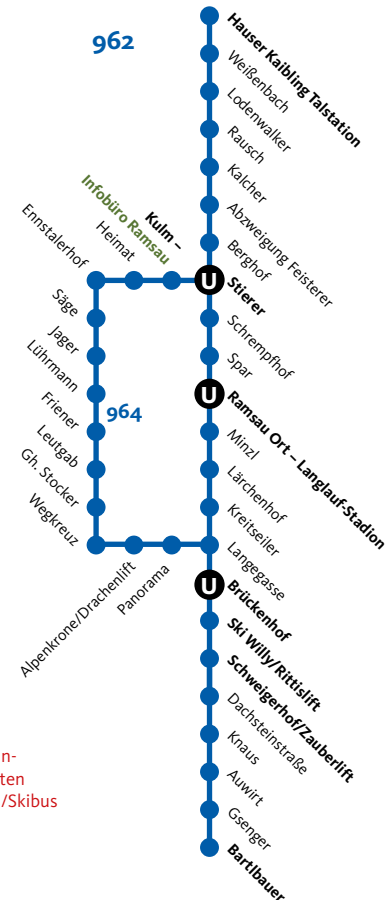 962
Hauser Kaibling Talstation
Weißenbach
Lodenwalker
Rausch
Kalcher
Abzweigung Feisterer
Berghof
Kulm –
Infobüro Ramsau
Heimat
Ennstalerhof
U
Stierer
Säge
Schrempfhof
Jager
Spar
Lührmann
U
Ramsau Ort – Langlauf-Stadion
964
Friener
Minzl
Leutgab
Lärchenhof
Gh. Stocker
Kreitseiler
Wegkreuz
Langegasse
Alpenkrone/Drachenlift
Panorama
U
Brückenhof
Ski Willy/Rittislift
Schweigerhof/Zauberlift
Dachsteinstraße
Knaus
Auwirt
Gsenger
Bartlbauer
n-
ten
/Skibus